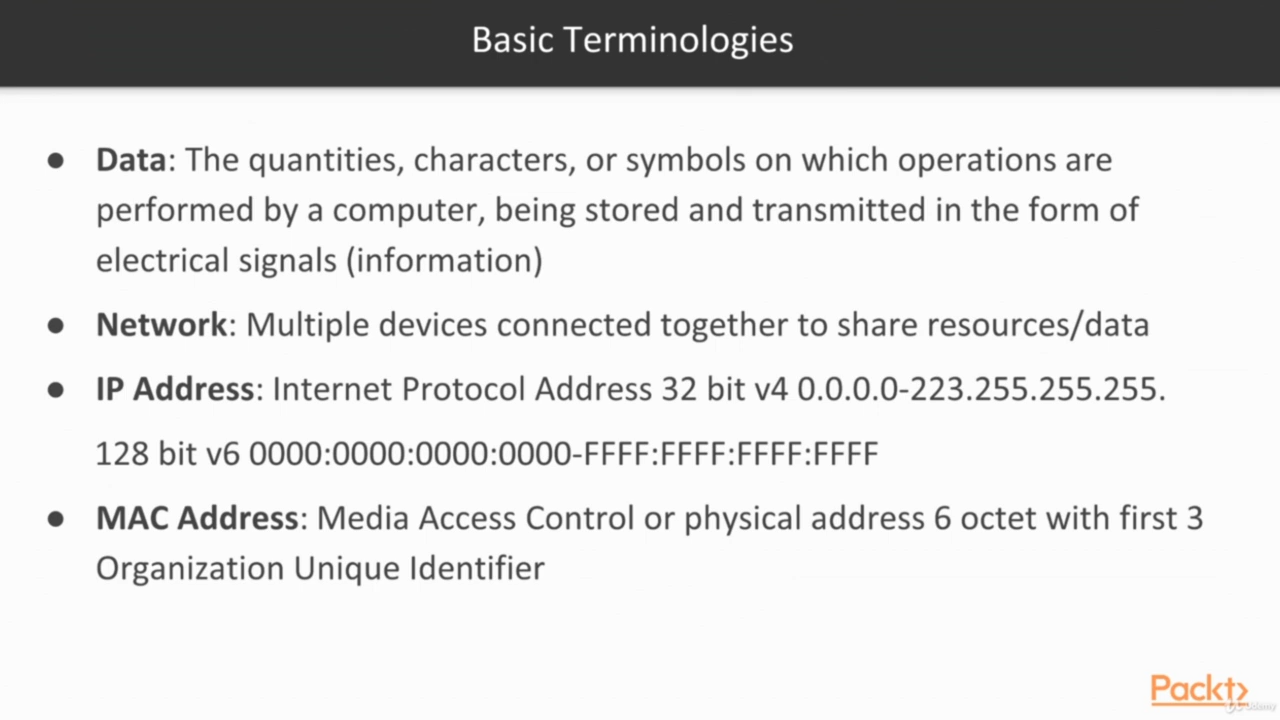 Basic Terminologies
● Data: The quantities, characters, or symbols on which operations are
performed by a computer, being stored and transmitted in the form of
electrical signals (information)
● Network: Multiple devices connected together to share resources/data
● IP Address: Internet Protocol Address 32 bit v4 0.0.0.0-223.255.255.255.
128 bit v6 0000:0000:0000:0000-FFFF:FFFF:FFFF:FFFF
● MAC Address: Media Access Control or physical address 6 octet with first 3
Organization Unique Identifier
Packt
Udemy